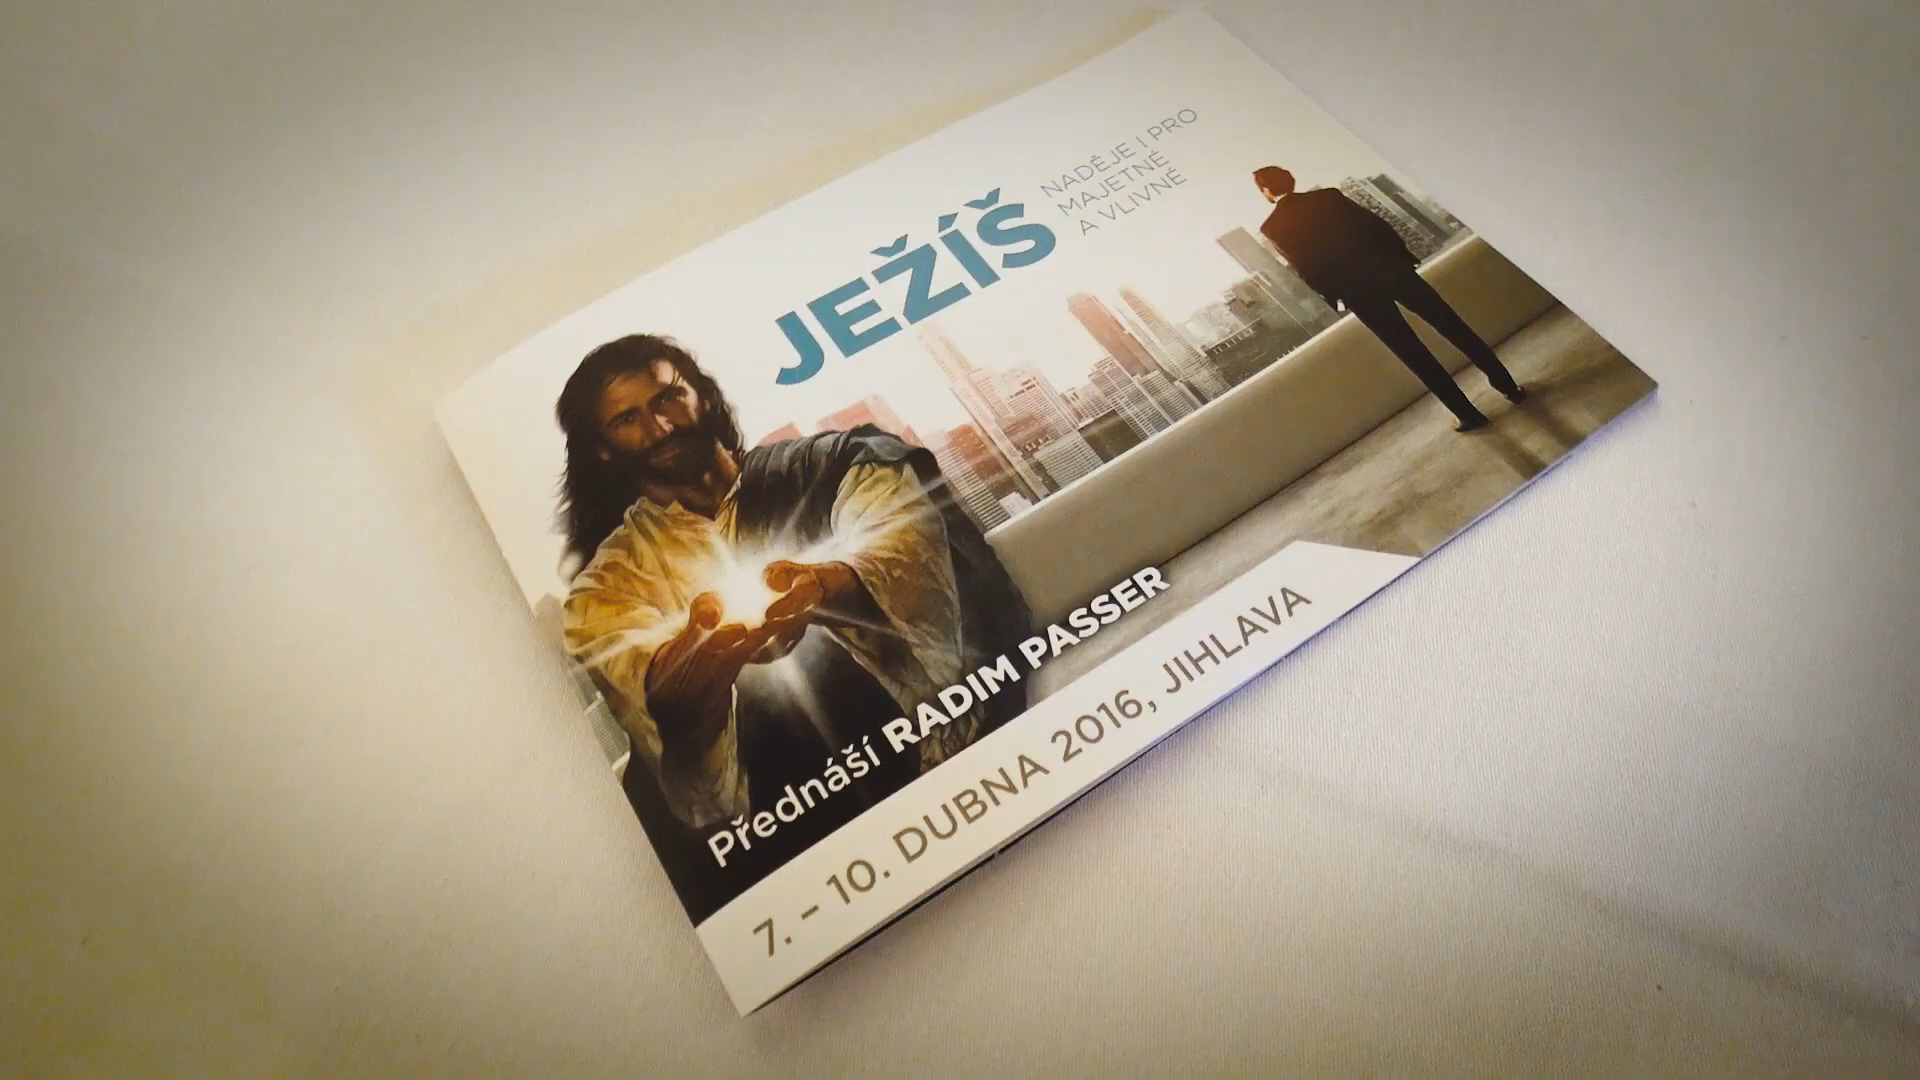 JEŽÍŠ
NADĚJE I PRO
MAJETNÉ
A VLIVNÉ
Přednáší RADIM PASSER
7. – 10. DUBNA 2016, JIHLAVA